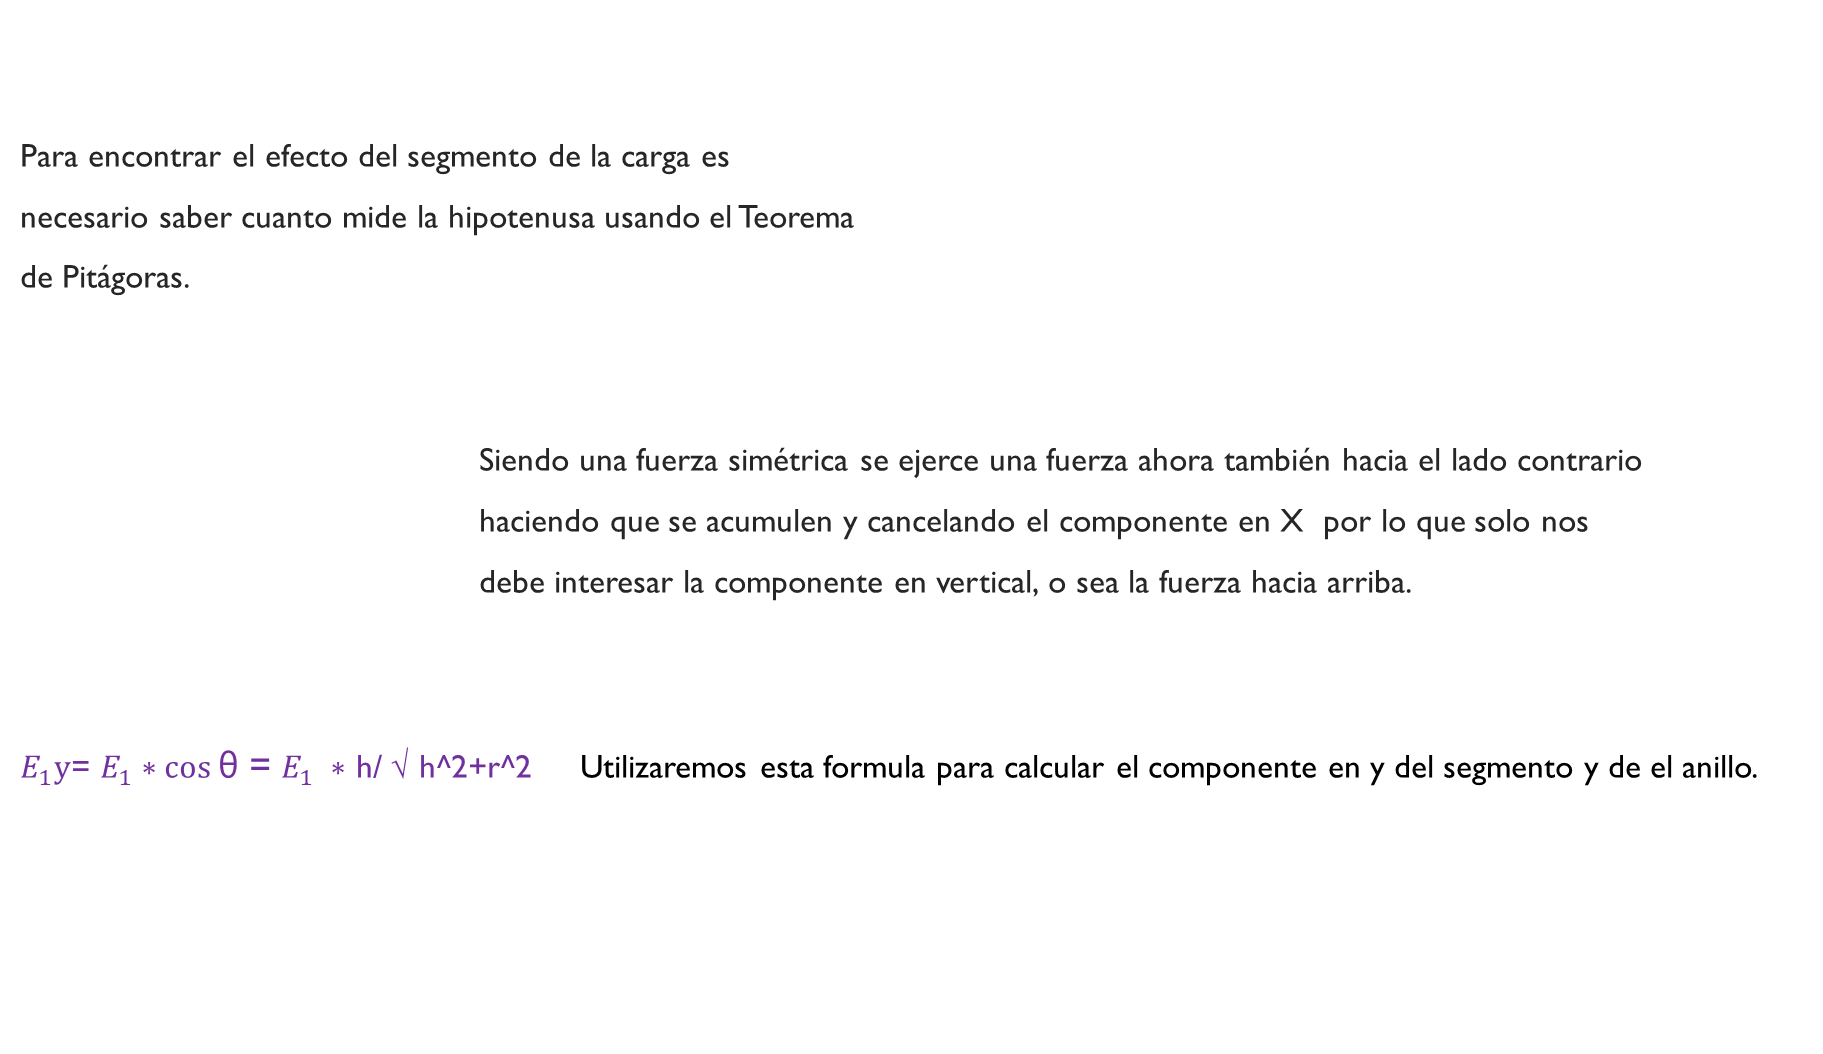 Para encontrar el efecto del segmento de la carga es
necesario saber cuanto mide la hipotenusa usando el Teorema
de Pitágoras.
Siendo una fuerza simétrica se ejerce una fuerza ahora también hacia el lado contrario
haciendo que se acumulen y cancelando el componente en X por lo que solo nos
debe interesar la componente en vertical, o sea la fuerza hacia arriba.
𝐸₁y= 𝐸₁ ∗ cos θ = 𝐸₁ ∗ h/ √ h^2+r^2 Utilizaremos esta formula para calcular el componente en y del segmento y de el anillo.